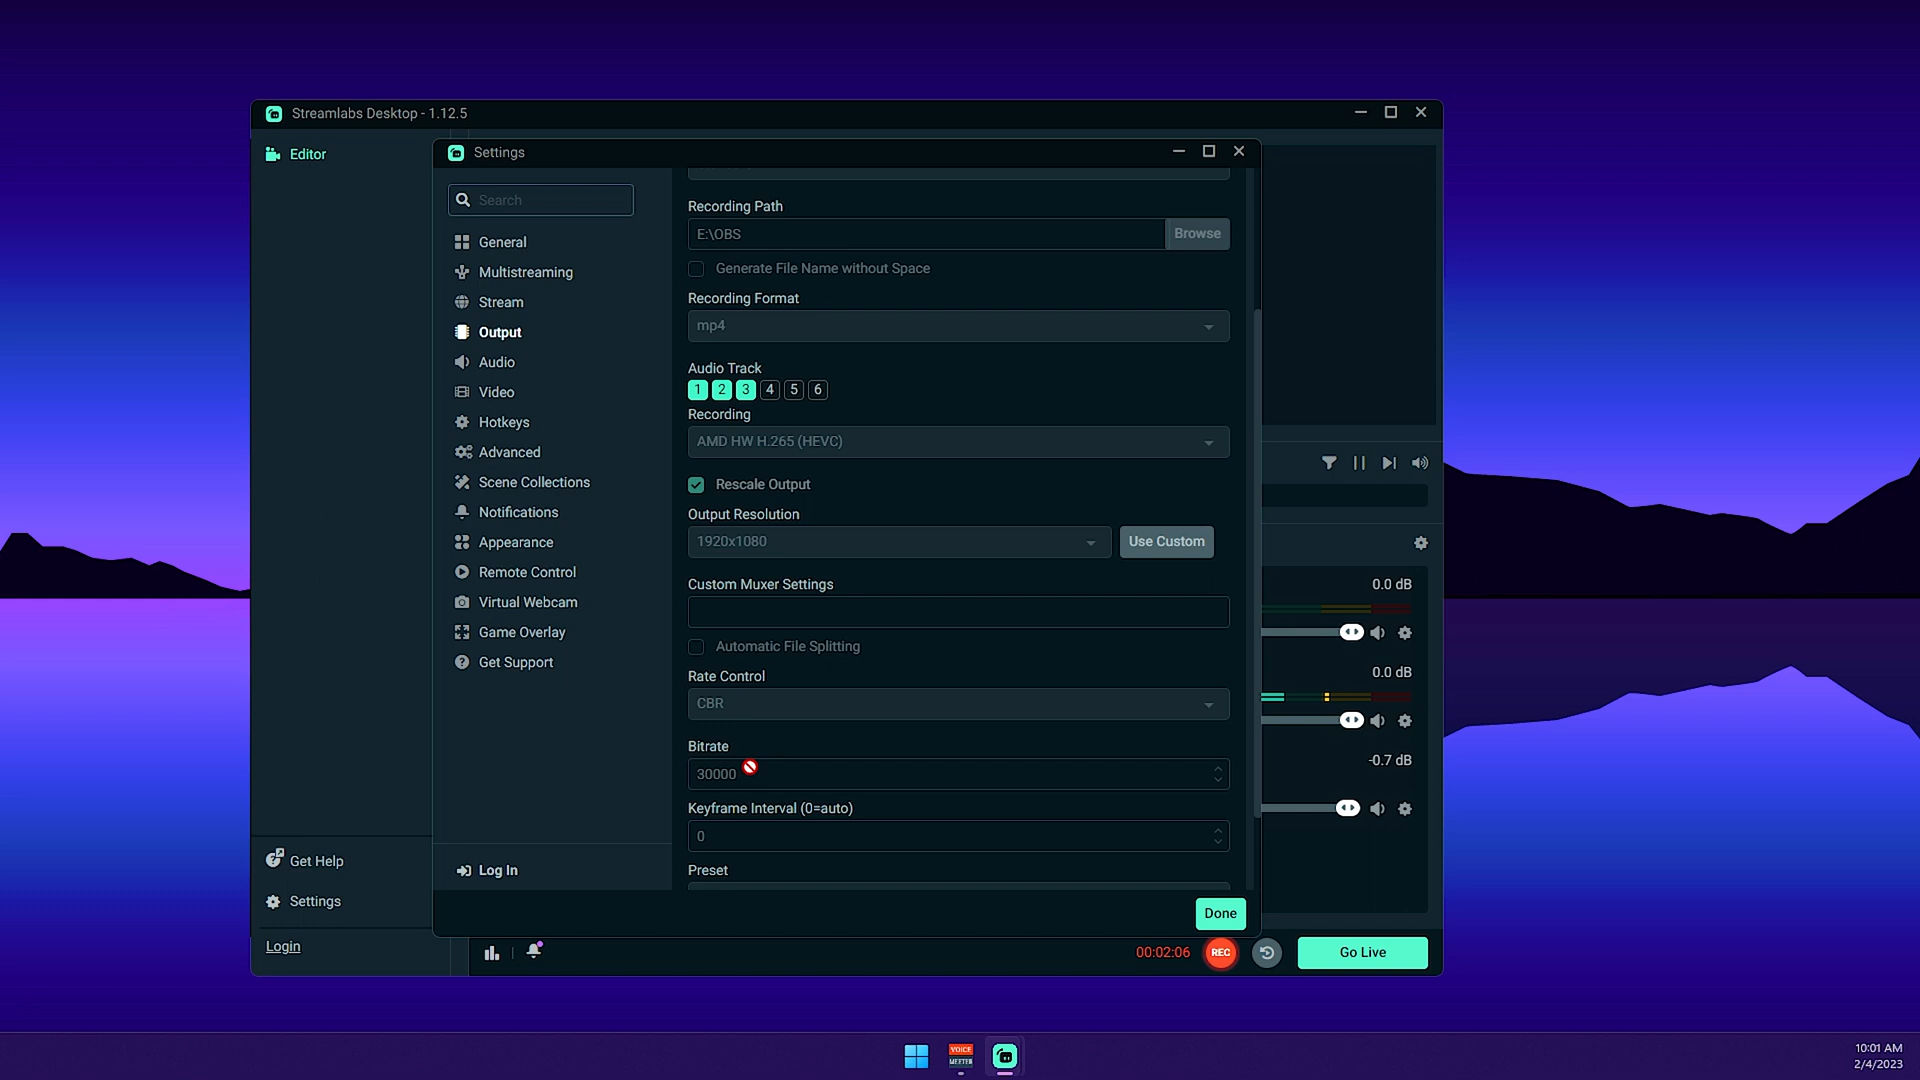 Streamlabs Desktop - 1.12.5
Editor
Settings
Search
General
Multistreaming
Stream
Output
Audio
Video
Hotkeys
Advanced
Scene Collections
Notifications
Appearance
Remote Control
Virtual Webcam
Game Overlay
Get Support
Log In
Recording Path
E:\OBS
Browse
Generate File Name without Space
Recording Format
mp4
Audio Track
1 2 3 4 5 6
Recording
AMD HW H.265 (HEVC)
Rescale Output
Output Resolution
1920x1080
Use Custom
Custom Muxer Settings
Automatic File Splitting
Rate Control
CBR
Bitrate
30000
Keyframe Interval (0=auto)
0
Preset
Done
0.0 dB
0.0 dB
-0.7 dB
Get Help
Settings
Login
00:02:06
REC
Go Live
VOICE
MEETER
10:01 AM
2/4/2023